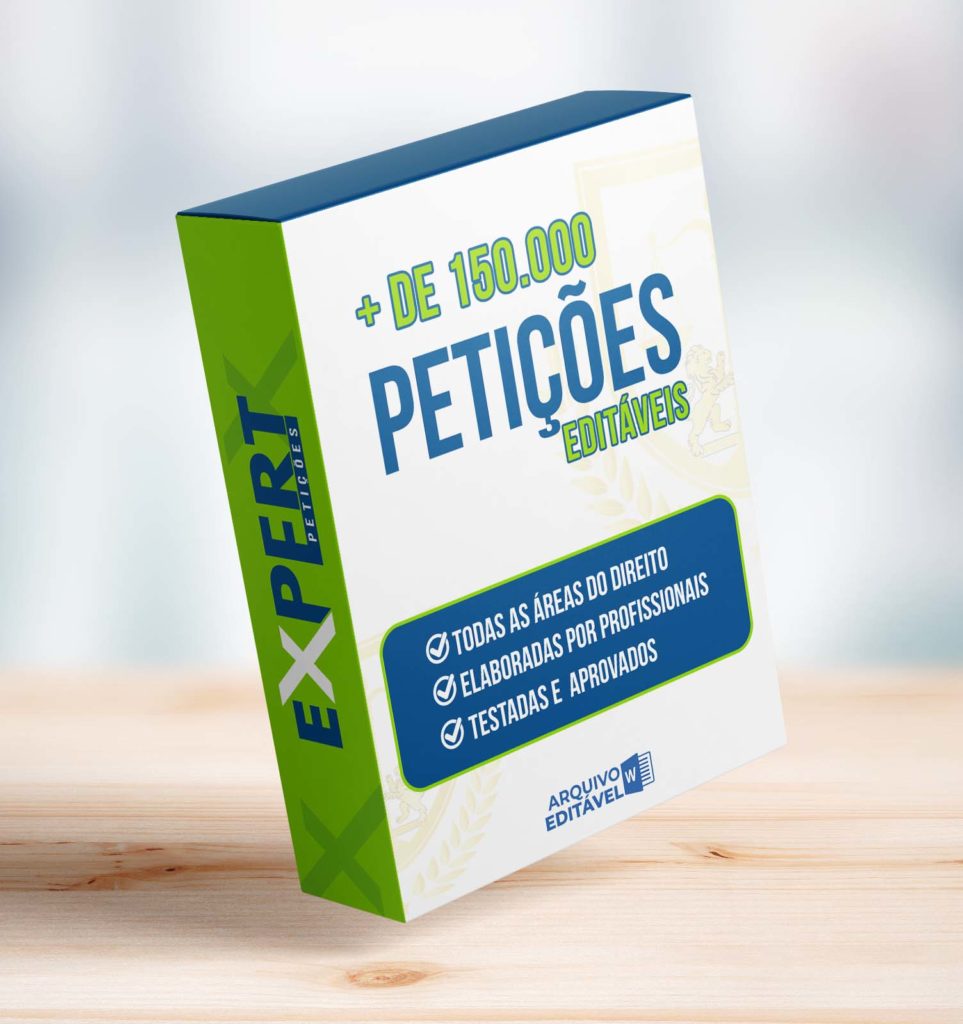 + DE 150.000
PETIÇÕES
EDITÁVEIS
TODAS AS ÁREAS DO DIREITO
ELABORADAS POR PROFISSIONAIS
TESTADAS E APROVADOS
ARQUIVO
EDITÁVEL
W
EXPERT
PETIÇÕES